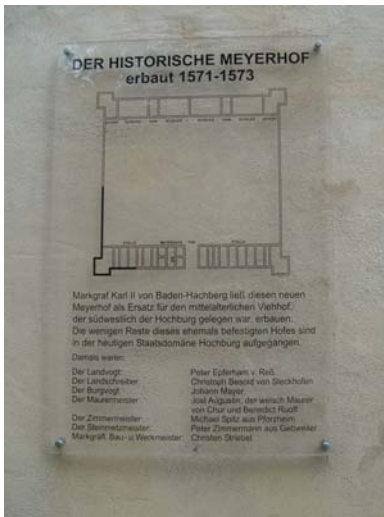 DER HISTORISCHE MEYERHOF
erbaut 1571-1573
Markgraf Karl II von Baden-Hachberg ließ diesen neuen
Meyerhof als Ersatz für den mittelalterlichen Viehhof,
der südwestlich der Hochburg gelegen war, erbauen.
Die wenigen Reste dieses ehemals befestigten Hofes sind
in der heutigen Staatsdomäne Hochburg aufgegangen.
Damals waren:
Der Landvogt: Peter Epferham v. Reß
Der Landschreiber: Christoph Besold von Steckhofen
Der Burgvogt: Johann Mayer
Der Maurermeister: Jost Augustin, der welsch Maurer
von Chur und Benedict Ruoff
Der Zimmermeister: Michael Spitz aus Pforzheim
Der Steinmetzmeister: Peter Zimmermann aus Gebweiler
Markgräfl. Bau- u. Werkmeister: Christen Striebel